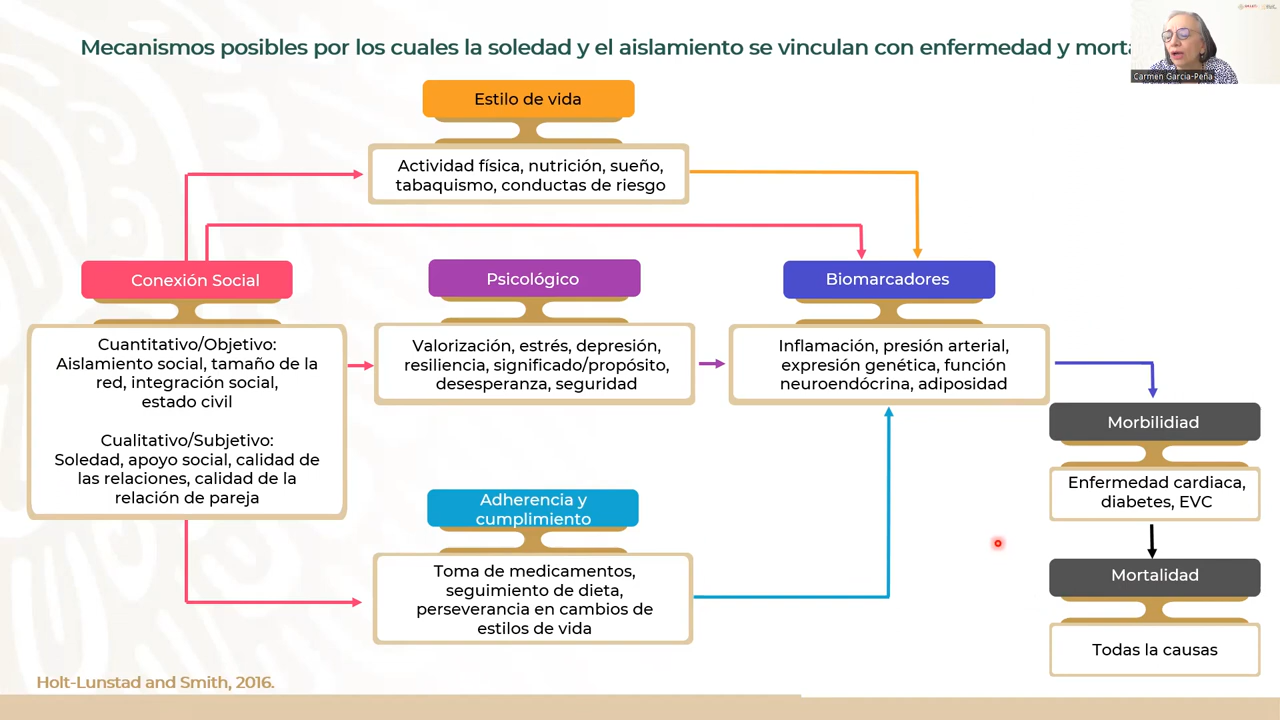 Mecanismos posibles por los cuales la soledad y el aislamiento se vinculan con enfermedad y morta
Carmen García-Peña
Estilo de vida
Actividad física, nutrición, sueño,
tabaquismo, conductas de riesgo
Conexión Social
Cuantitativo/Objetivo:
Aislamiento social, tamaño de la
red, integración social,
estado civil
Cualitativo/Subjetivo:
Soledad, apoyo social, calidad de
las relaciones, calidad de la
relación de pareja
Psicológico
Valorización, estrés, depresión,
resiliencia, significado/propósito,
desesperanza, seguridad
Biomarcadores
Inflamación, presión arterial,
expresión genética, función
neuroendócrina, adiposidad
Adherencia y
cumplimiento
Toma de medicamentos,
seguimiento de dieta,
perseverancia en cambios de
estilos de vida
Morbilidiad
Enfermedad cardiaca,
diabetes, EVC
Mortalidad
Todas la causas
Holt-Lunstad and Smith, 2016.